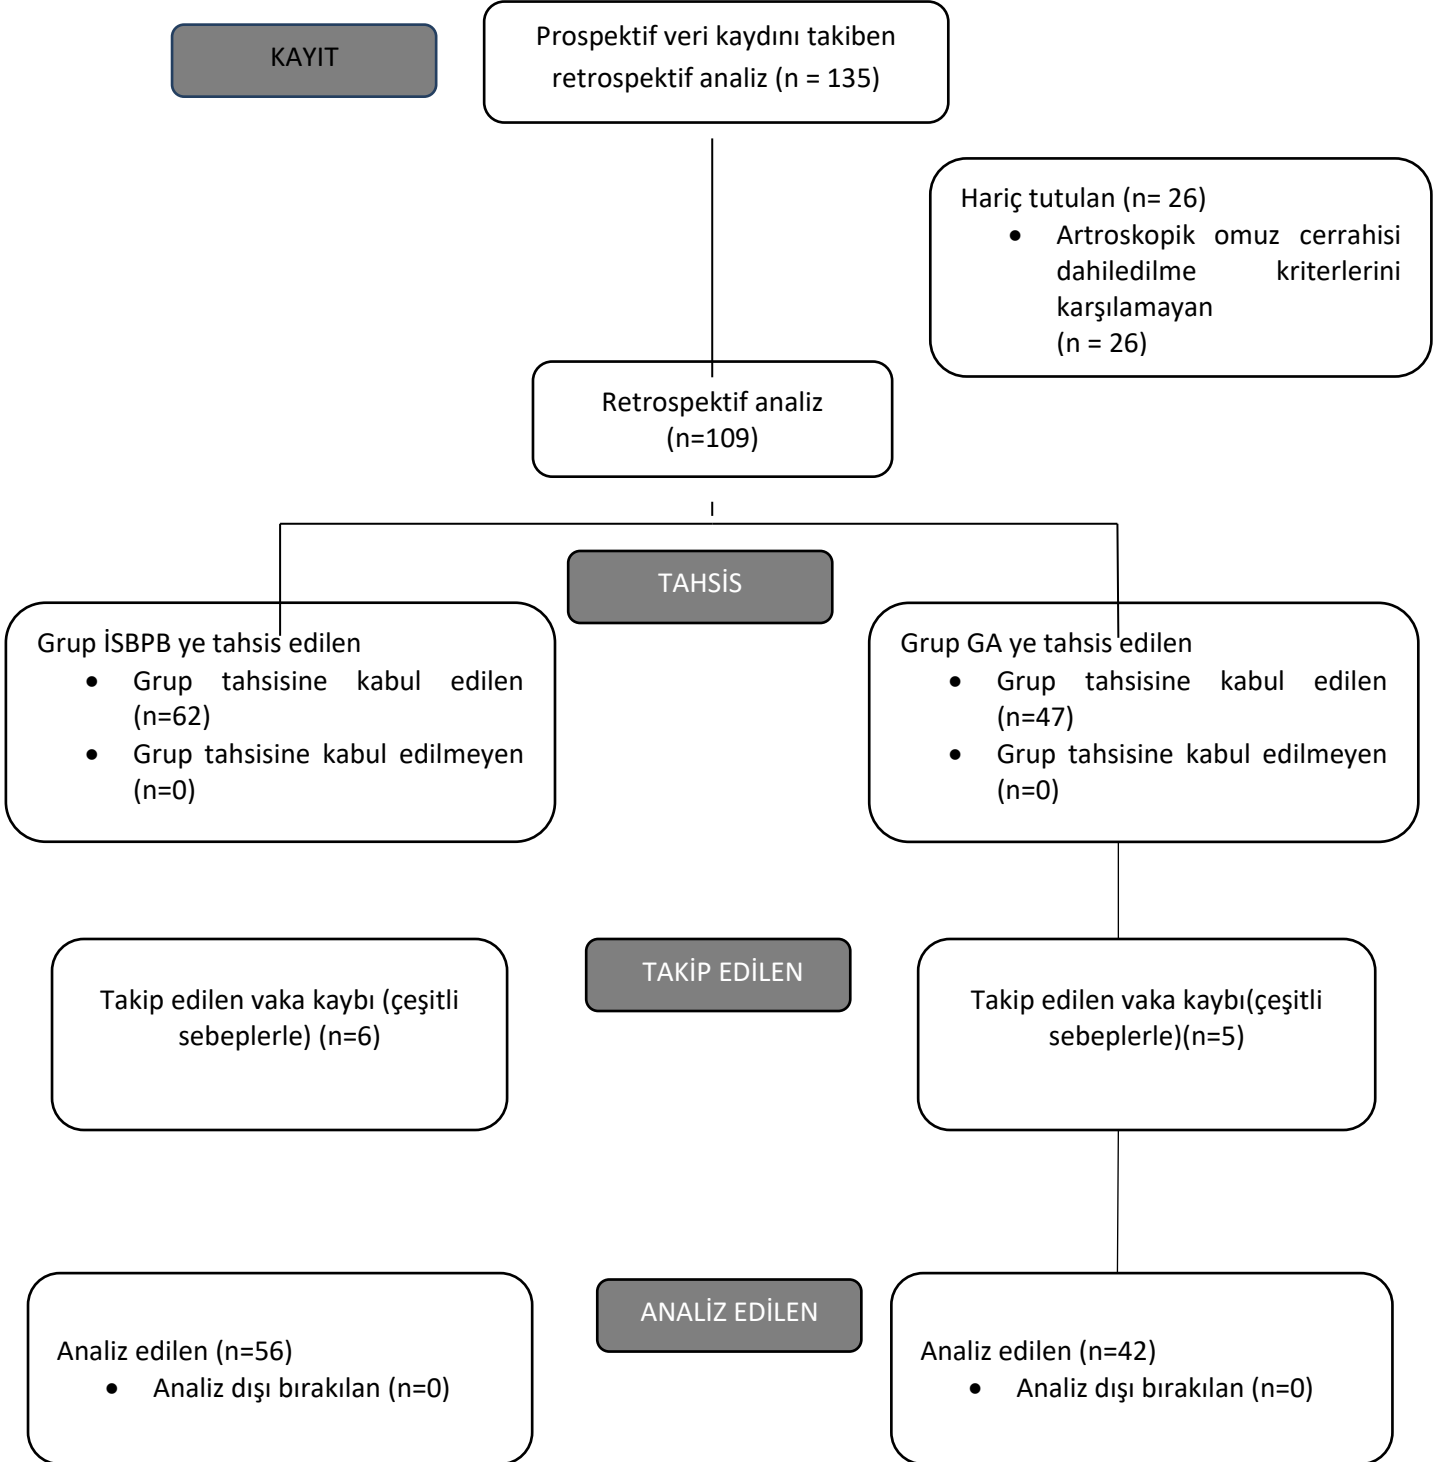 KAYIT
Prospektif veri kaydını takiben
retrospektif analiz (n = 135)
Hariç tutulan (n= 26)
• Artroskopik omuz cerrahisi
dahiledilme kriterlerini
karşılamayan
(n = 26)
Retrospektif analiz
(n=109)
TAHSİS
Grup İSBPB ye tahsis edilen
• Grup tahsisine kabul edilen
(n=62)
• Grup tahsisine kabul edilmeyen
(n=0)
Grup GA ye tahsis edilen
• Grup tahsisine kabul edilen
(n=47)
• Grup tahsisine kabul edilmeyen
(n=0)
TAKİP EDİLEN
Takip edilen vaka kaybı (çeşitli
sebeplerle) (n=6)
Takip edilen vaka kaybı(çeşitli
sebeplerle)(n=5)
ANALİZ EDİLEN
Analiz edilen (n=56)
• Analiz dışı bırakılan (n=0)
Analiz edilen (n=42)
• Analiz dışı bırakılan (n=0)